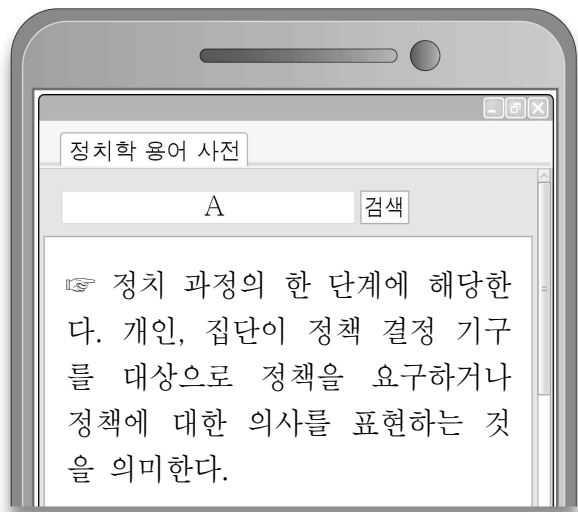 정치학 용어 사전
A 검색
☞ 정치 과정의 한 단계에 해당한
다. 개인, 집단이 정책 결정 기구
를 대상으로 정책을 요구하거나
정책에 대한 의사를 표현하는 것
을 의미한다.